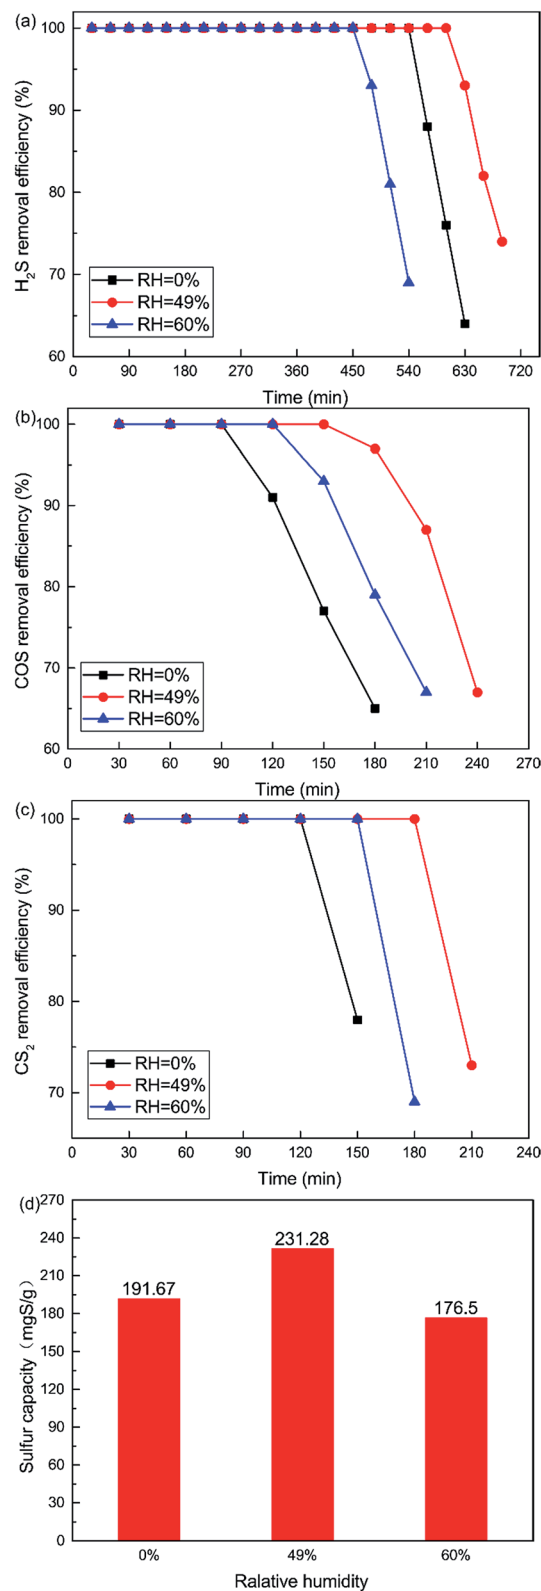 (a)
100
90
80
70
60
H₂S removal efficiency (%)
RH=0%
RH=49%
RH=60%
0 90 180 270 360 450 540 630 720
Time (min)
(b)
100
90
80
70
60
COS removal efficiency (%)
RH=0%
RH=49%
RH=60%
0 30 60 90 120 150 180 210 240 270
Time (min)
(c)
100
90
80
70
CS₂ removal efficiency (%)
RH=0%
RH=49%
RH=60%
0 30 60 90 120 150 180 210 240
Time (min)
(d)
270
240
210
180
150
120
90
60
30
0
Sulfur capacity（mgS/g）
191.67
231.28
176.5
0% 49% 60%
Ralative humidity